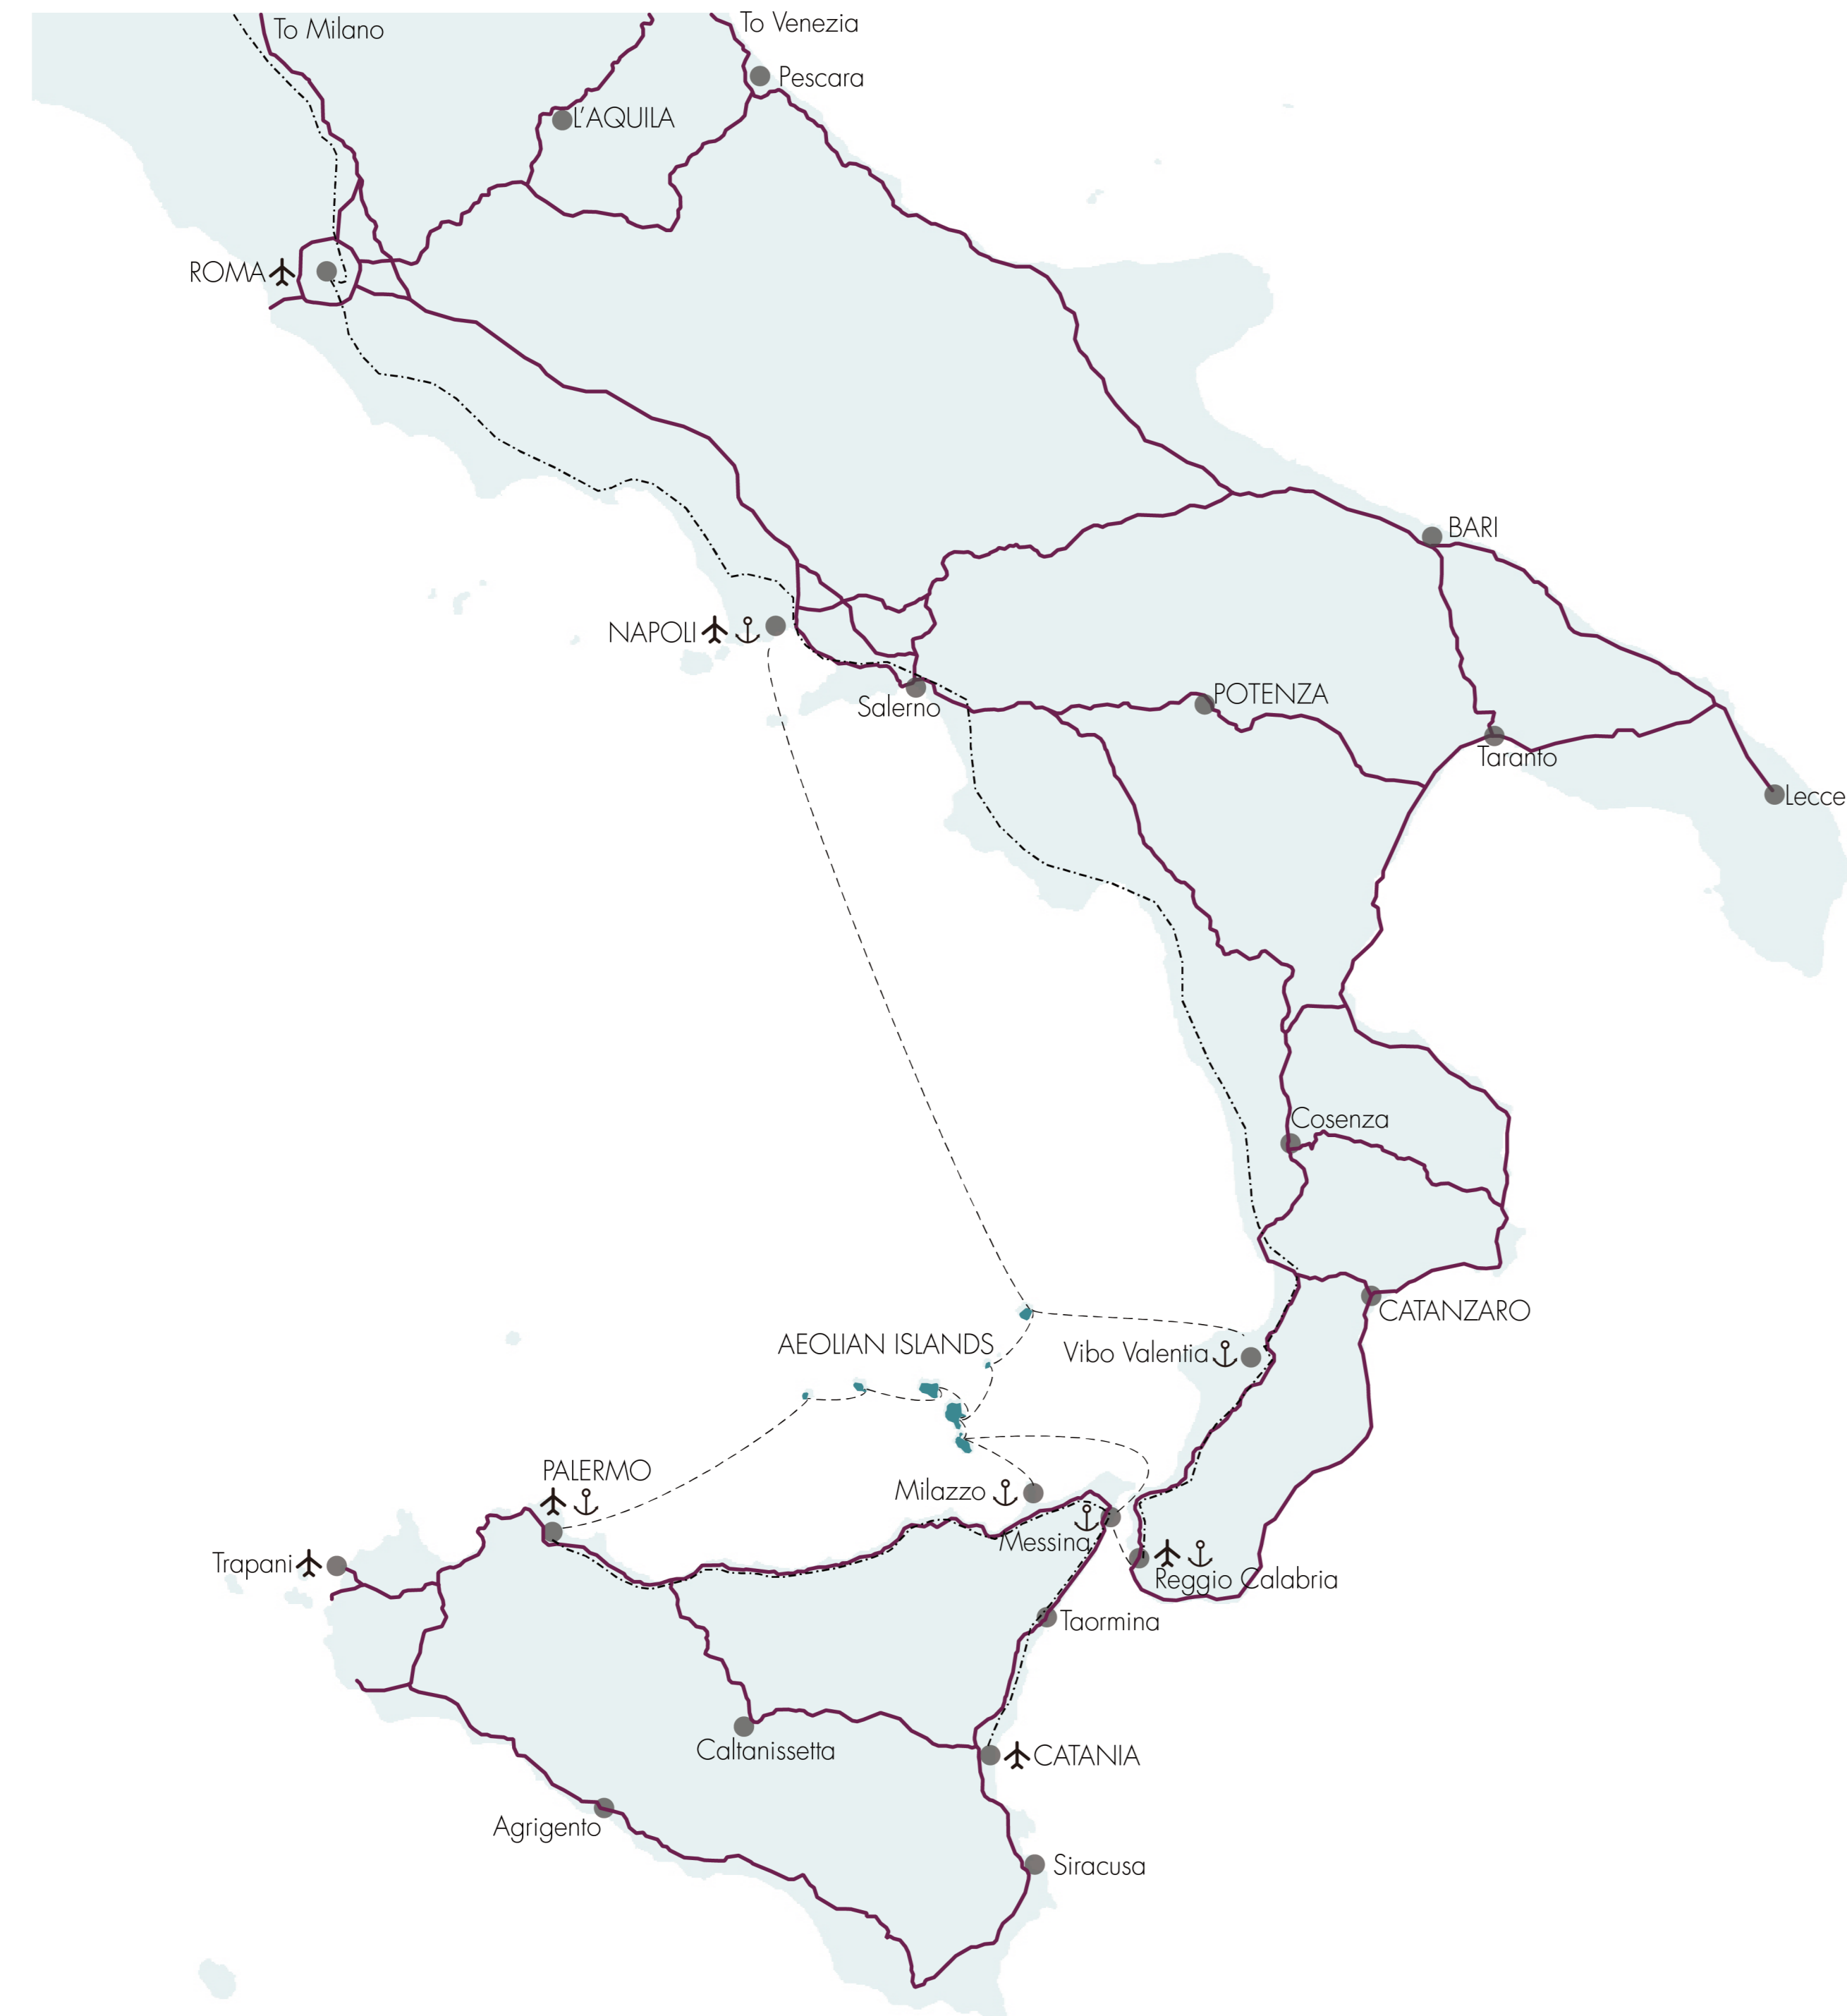 To Milano
To Venezia
Pescara
L'AQUILA
ROMA
BARI
NAPOLI
POTENZA
Salerno
Taranto
Lecce
Cosenza
CATANZARO
AEOLIAN ISLANDS
Vibo Valentia
PALERMO
Milazzo
Messina
Trapani
Reggio Calabria
Taormina
Caltanissetta
CATANIA
Agrigento
Siracusa